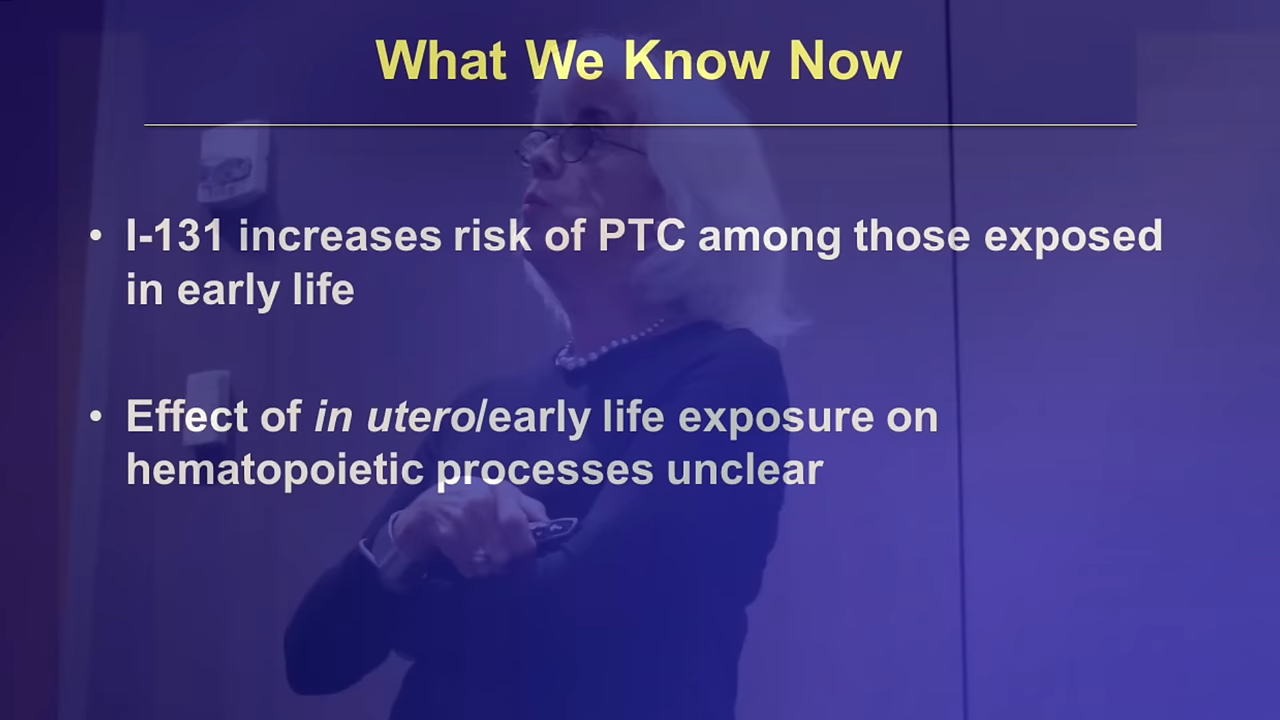 What We Know Now
• I-131 increases risk of PTC among those exposed
in early life
• Effect of in utero/early life exposure on
hematopoietic processes unclear